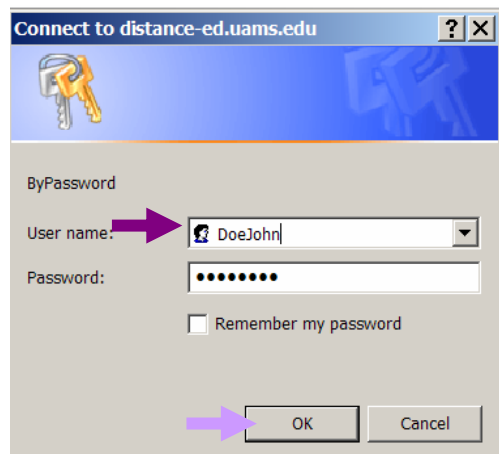 Connect to distance-ed.uams.edu
ByPassword
User name: DoeJohn
Password: ••••••••
Remember my password
OK Cancel